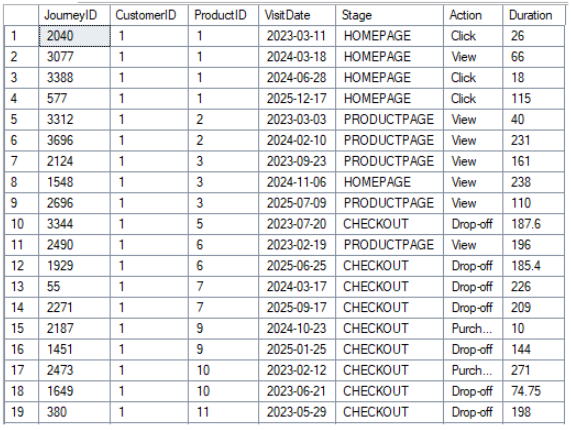 JourneyID CustomerID ProductID VisitDate Stage Action Duration
1 2040 1 1 2023-03-11 HOMEPAGE Click 26
2 3077 1 1 2024-03-18 HOMEPAGE View 66
3 3388 1 1 2024-06-28 HOMEPAGE Click 18
4 577 1 1 2025-12-17 HOMEPAGE Click 115
5 3312 1 2 2023-03-03 PRODUCTPAGE View 40
6 3696 1 2 2024-02-10 PRODUCTPAGE View 231
7 2124 1 3 2023-09-23 PRODUCTPAGE View 161
8 1548 1 3 2024-11-06 HOMEPAGE View 238
9 2696 1 3 2025-07-09 PRODUCTPAGE View 110
10 3344 1 5 2023-07-20 CHECKOUT Drop-off 187.6
11 2490 1 6 2023-02-19 PRODUCTPAGE View 196
12 1929 1 6 2025-06-25 CHECKOUT Drop-off 185.4
13 55 1 7 2024-03-17 CHECKOUT Drop-off 226
14 2271 1 7 2025-09-17 CHECKOUT Drop-off 209
15 2187 1 9 2024-10-23 CHECKOUT Purch... 10
16 1451 1 9 2025-01-25 CHECKOUT Drop-off 144
17 2473 1 10 2023-02-12 CHECKOUT Purch... 271
18 1649 1 10 2023-06-21 CHECKOUT Drop-off 74.75
19 380 1 11 2023-05-29 CHECKOUT Drop-off 198